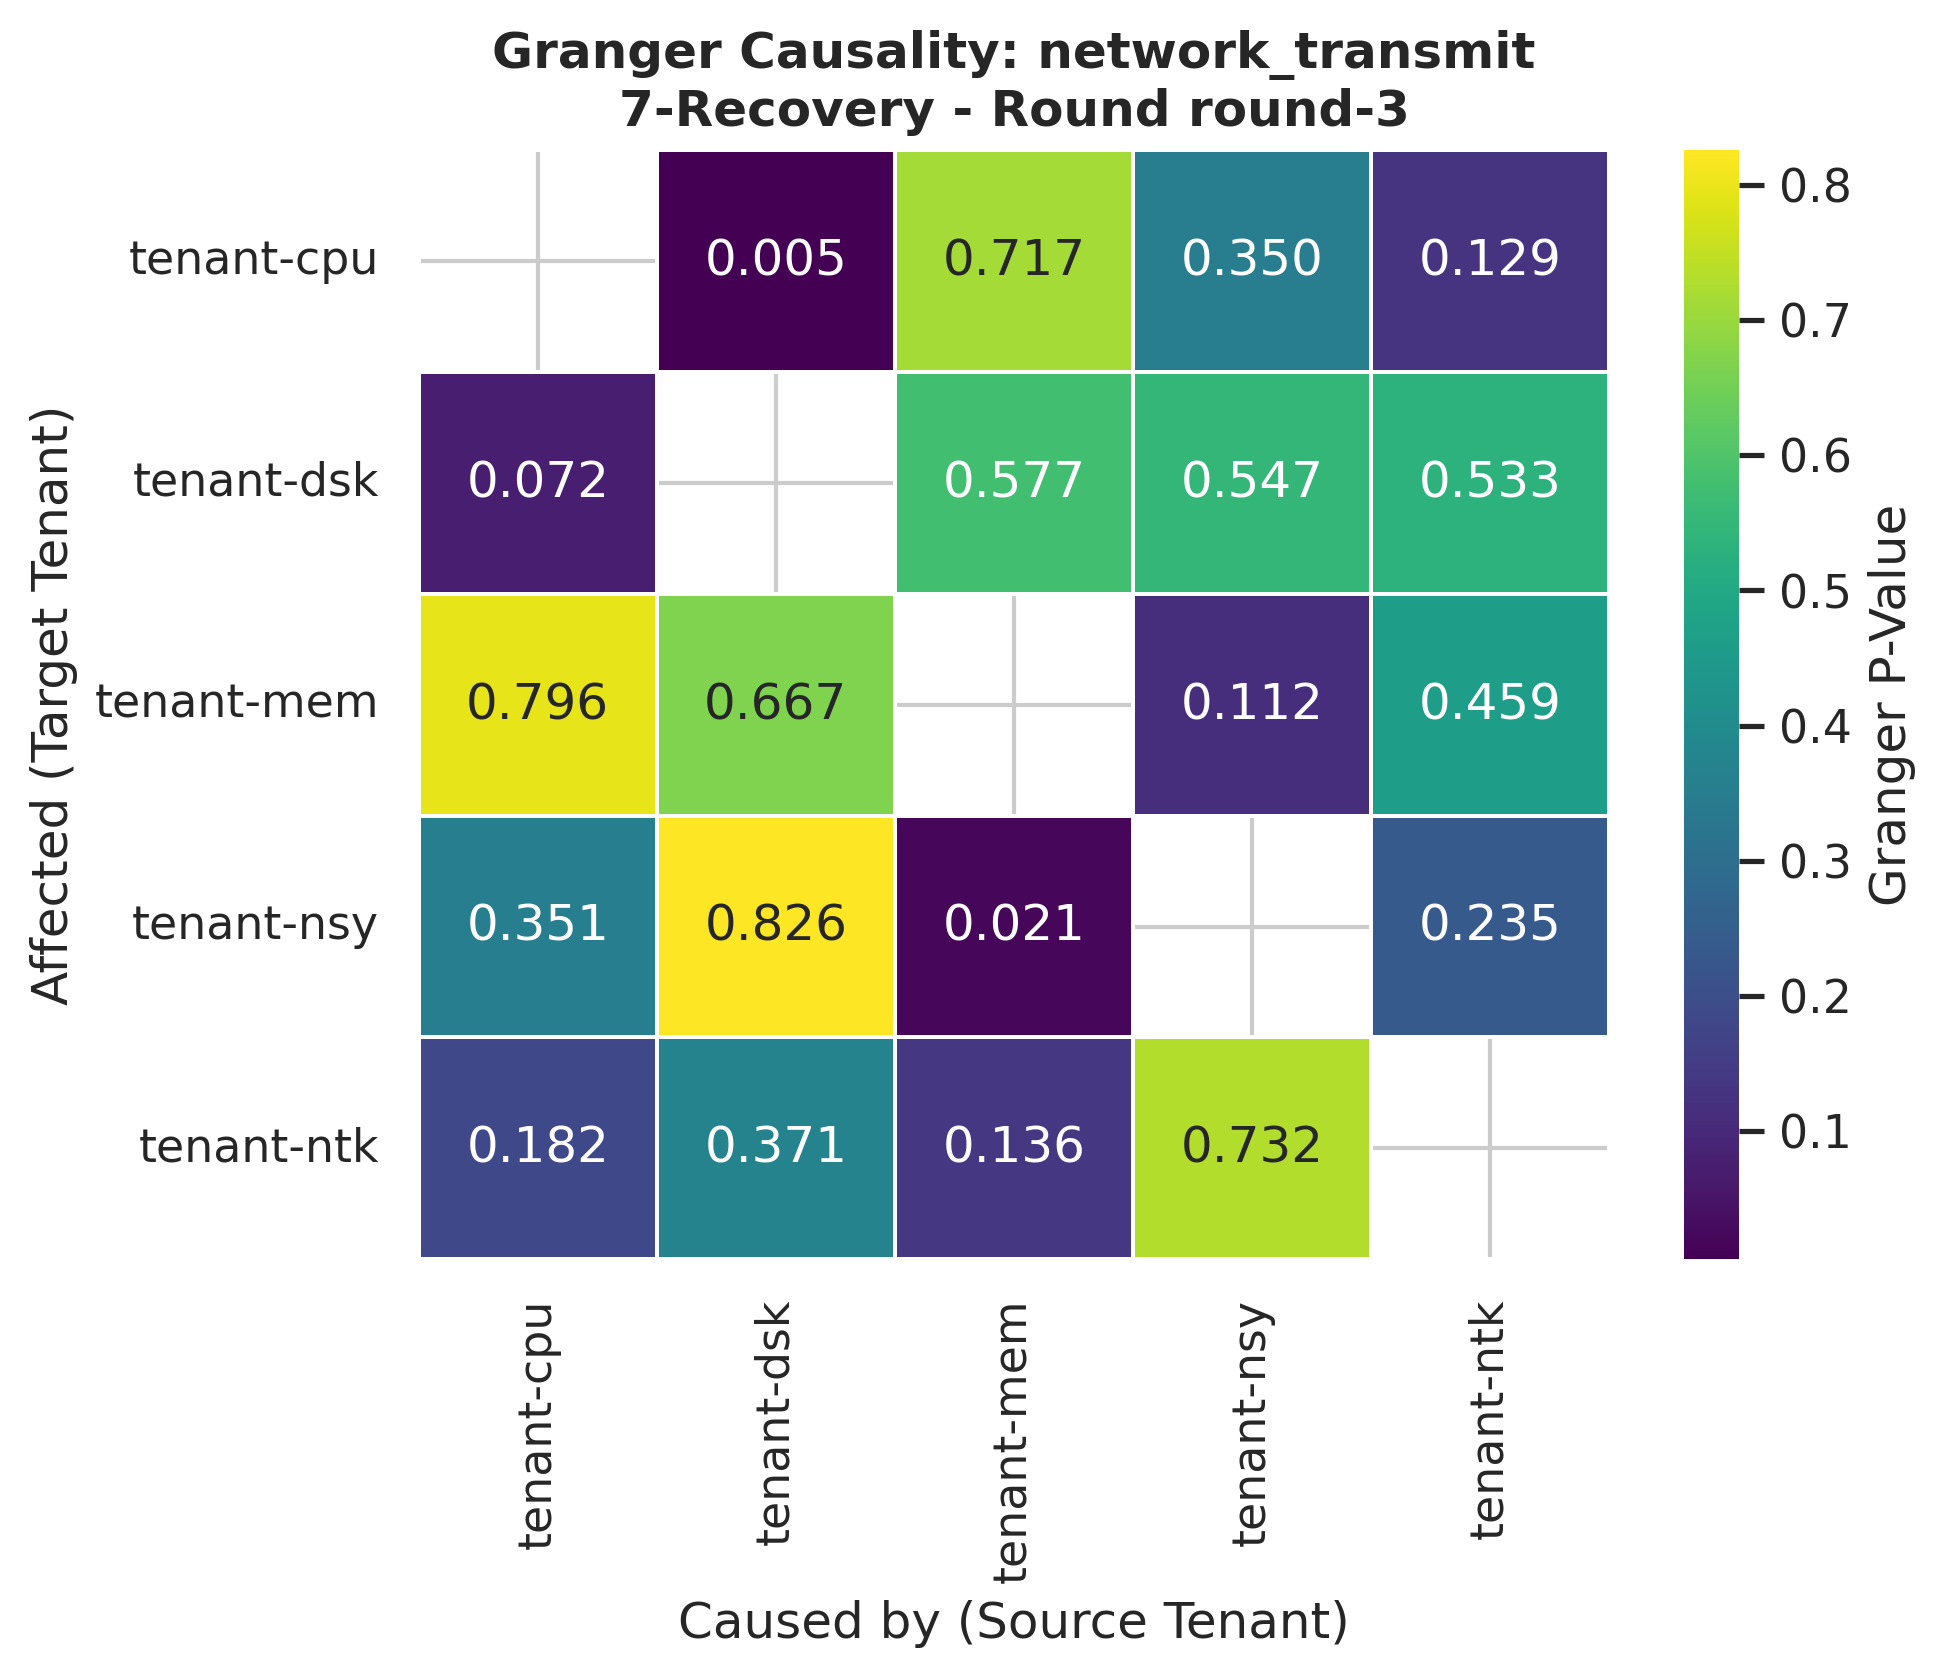 Granger Causality: network_transmit
7-Recovery - Round round-3
Affected (Target Tenant)
tenant-cpu 0.005 0.717 0.350 0.129
tenant-dsk 0.072 0.577 0.547 0.533
tenant-mem 0.796 0.667 0.112 0.459
tenant-nsy 0.351 0.826 0.021 0.235
tenant-ntk 0.182 0.371 0.136 0.732
tenant-cpu
tenant-dsk
tenant-mem
tenant-nsy
tenant-ntk
Caused by (Source Tenant)
0.8
0.7
0.6
0.5
0.4
0.3
0.2
0.1
Granger P-Value